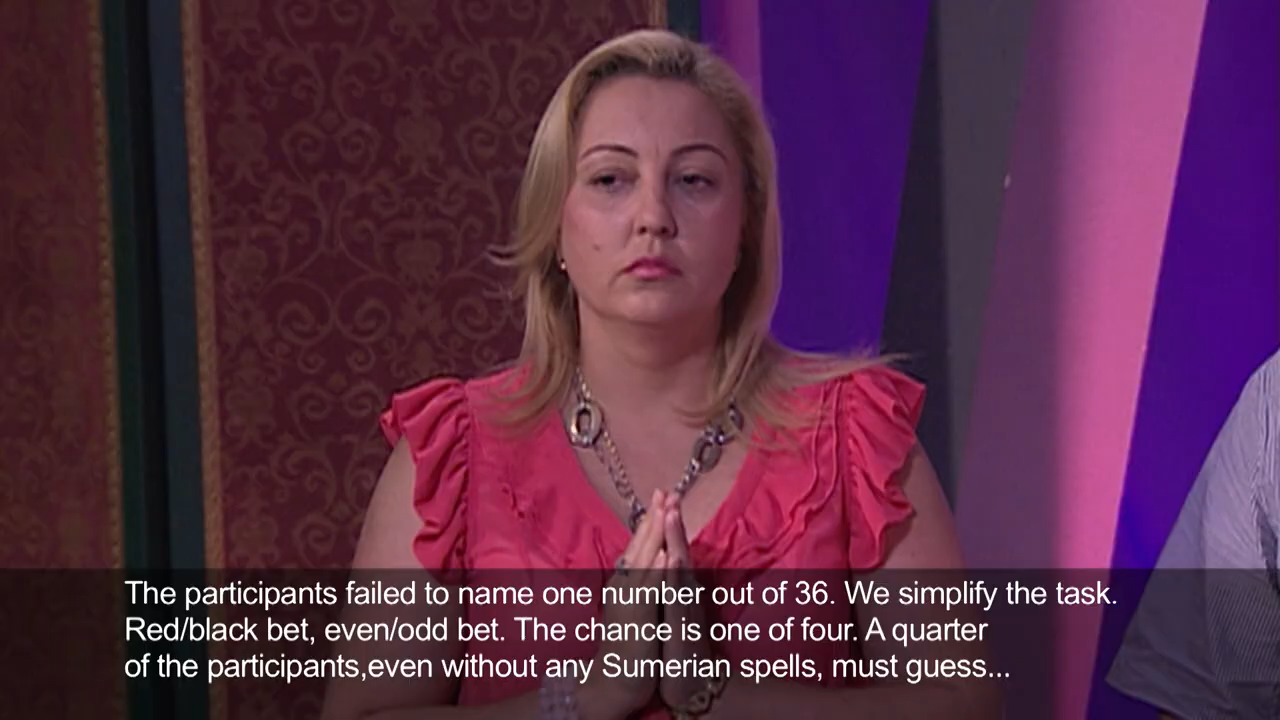 The participants failed to name one number out of 36. We simplify the task.
Red/black bet, even/odd bet. The chance is one of four. A quarter
of the participants,even without any Sumerian spells, must guess...